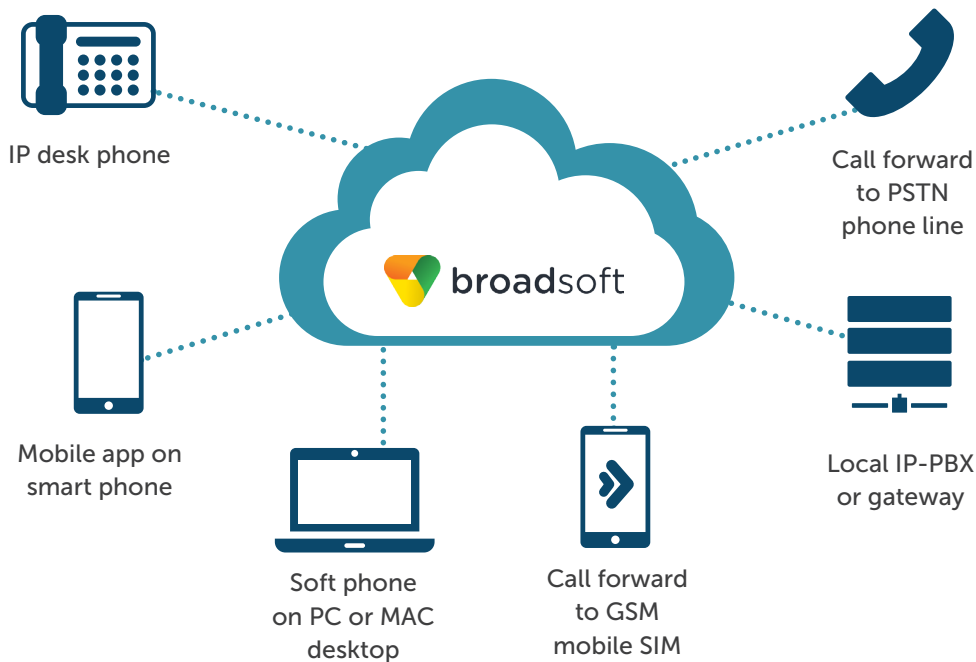 IP desk phone
Call forward
to PSTN
phone line
broadsoft
Mobile app on
smart phone
Local IP-PBX
or gateway
Soft phone
on PC or MAC
desktop
Call forward
to GSM
mobile SIM